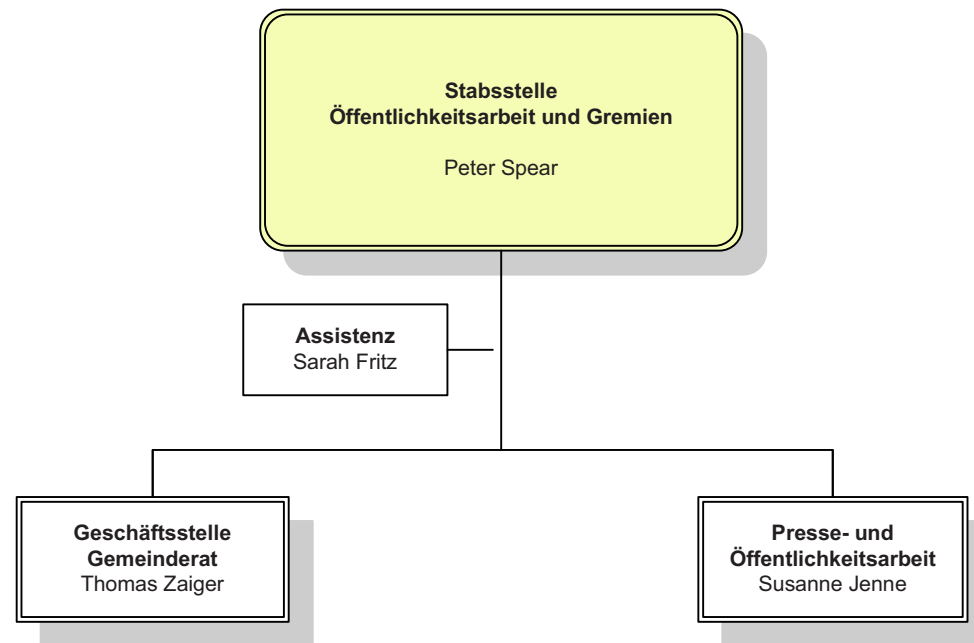 Stabsstelle
Öffentlichkeitsarbeit und Gremien
Peter Spear
Assistenz
Sarah Fritz
Geschäftsstelle
Gemeinderat
Thomas Zaiger
Presse- und
Öffentlichkeitsarbeit
Susanne Jenne